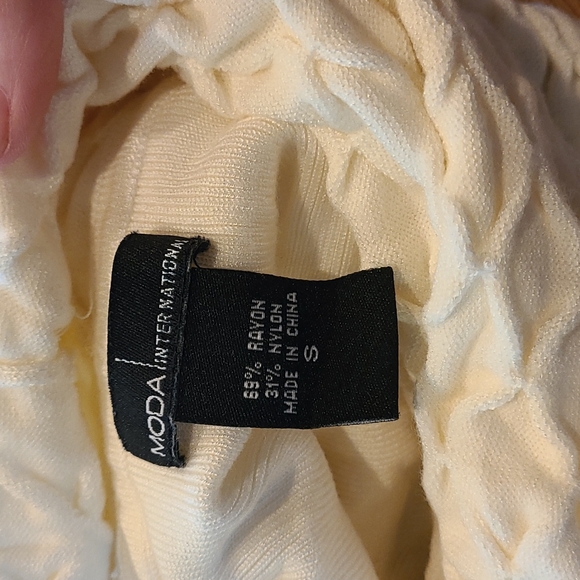 MODA INTERNATIONAL
69% RAYON
31% NYLON
MADE IN CHINA
S